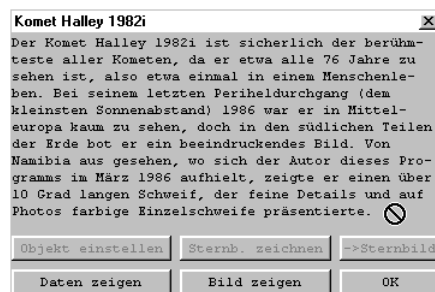 Komet Halley 1982i
Der Komet Halley 1982i ist sicherlich der berühm-
teste aller Kometen, da er etwa alle 76 Jahre zu
sehen ist, also etwa einmal in einem Menschenle-
ben. Bei seinem letzten Periheldurchgang (dem
kleinsten Sonnenabstand) 1986 war er in Mittel-
europa kaum zu sehen, doch in den südlichen Teilen
der Erde bot er ein beeindruckendes Bild. Von
Namibia aus gesehen, wo sich der Autor dieses Pro-
gramms im März 1986 aufhielt, zeigte er einen über
10 Grad langen Schweif, der feine Details und auf
Photos farbige Einzelschweife präsentierte.
Objekt einstellen Sternb. zeichnen ->Sternbild
Daten zeigen Bild zeigen OK